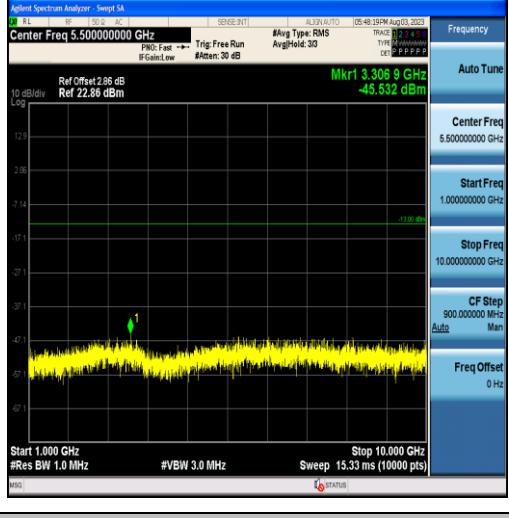 Agilent Spectrum Analyzer - Swept SA
RL RF 50 Ω AC SENSE:INT ALIGN AUTO 05:48:19PM Aug 03, 2023
Center Freq 5.500000000 GHz
PNO: Fast
IFGain:Low
Trig: Free Run
#Atten: 30 dB
#Avg Type: RMS
Avg|Hold: 3/3
TRACE 1 2 3 4 5 6
TYPE M
DET P P P P P P
Frequency
Ref Offset 2.86 dB
10 dB/div Ref 22.86 dBm
Log
Mkr1 3.306 9 GHz
-45.532 dBm
12.9
2.86
-7.14
-13.00 dBm
-17.1
-27.1
-37.1
1
-47.1
-57.1
-67.1
Start 1.000 GHz
Stop 10.000 GHz
#Res BW 1.0 MHz
#VBW 3.0 MHz
Sweep 15.33 ms (10000 pts)
Auto Tune
Center Freq
5.500000000 GHz
Start Freq
1.000000000 GHz
Stop Freq
10.000000000 GHz
CF Step
900.000000 MHz
Auto Man
Freq Offset
0 Hz
MSG
STATUS